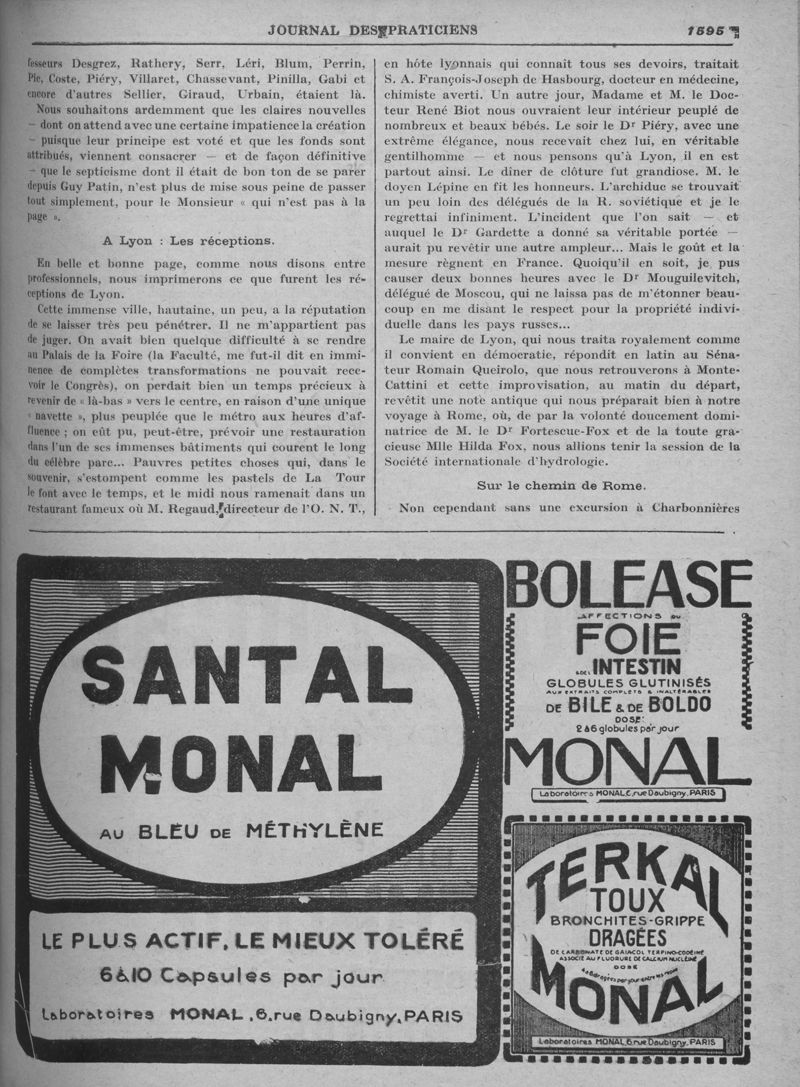 JOURNAL DES PRATICIENS
1595
fesseurs Desgrez, Rathery, Serr, Léri, Blum, Perrin,
Pic, Coste, Piéry, Villaret, Chassevant, Pinilla, Gabi et
encore d'autres Sellier, Giraud, Urbain, étaient là.
Nous souhaitons ardemment que les claires nouvelles
— dont on attend avec une certaine impatience la création
— puisque leur principe est voté et que les fonds sont
attribués, viennent consacrer — et de façon définitive
— que le septicisme dont il était de bon ton de se parer
depuis Guy Patin, n'est plus de mise sous peine de passer
tout simplement, pour le Monsieur « qui n'est pas à la
page ».
A Lyon : Les réceptions.
En belle et bonne page, comme nous disons entre
professionnels, nous imprimerons ce que furent les ré-
ceptions de Lyon.
Cette immense ville, hautaine, un peu, a la réputation
de se laisser très peu pénétrer. Il ne m'appartient pas
de juger. On avait bien quelque difficulté à se rendre
au Palais de la Foire (la Faculté, me fut-il dit en immi-
nence de complètes transformations ne pouvait rece-
voir le Congrès), on perdait bien un temps précieux à
revenir de « là-bas » vers le centre, en raison d'une unique
« navette », plus peuplée que le métro aux heures d'af-
fluence ; on eût pu, peut-être, prévoir une restauration
dans l'un de ses immenses bâtiments qui courent le long
du célèbre parc... Pauvres petites choses qui, dans le
souvenir, s'estompent comme les pastels de La Tour
le font avec le temps, et le midi nous ramenait dans un
restaurant fameux où M. Regaud, directeur de l'O. N. T.,
en hôte lyonnais qui connait tous ses devoirs, traitait
S. A. François-Joseph de Hasbourg, docteur en médecine,
chimiste averti. Un autre jour, Madame et M. le Doc-
teur René Biot nous ouvraient leur intérieur peuplé de
nombreux et beaux bébés. Le soir le Dr Piéry, avec une
extrême élégance, nous recevait chez lui, en véritable
gentilhomme — et nous pensons qu'à Lyon, il en est
partout ainsi. Le diner de clôture fut grandiose. M. le
doyen Lépine en fit les honneurs. L'archiduc se trouvait
un peu loin des délégués de la R. soviétique et je le
regrettai infiniment. L'incident que l'on sait — et
auquel le Dr Gardette a donné sa véritable portée —
aurait pu revêtir une autre ampleur... Mais le goût et la
mesure règnent en France. Quoiqu'il en soit, je pus
causer deux bonnes heures avec le Dr Mouguilevitch,
délégué de Moscou, qui ne laissa pas de m'étonner beau-
coup en me disant le respect pour la propriété indivi-
duelle dans les pays russes...
Le maire de Lyon, qui nous traita royalement comme
il convient en démocratie, répondit en latin au Séna-
teur Romain Queirolo, que nous retrouverons à Monte-
Cattini et cette improvisation, au matin du départ,
revêtit une note antique qui nous préparait bien à notre
voyage à Rome, où, de par la volonté doucement domi-
natrice de M. le Dr Fortescue-Fox et de la toute gra-
cieuse Mlle Hilda Fox, nous allions tenir la session de la
Société internationale d'hydrologie.
Sur le chemin de Rome.
Non cependant sans une excursion à Charbonnières
SANTAL
MONAL
AU BLEU DE MÉTHYLÈNE
LE PLUS ACTIF, LE MIEUX TOLÉRÉ
6 à 10 Capsules par jour
Laboratoires MONAL, 6, rue Daubigny, PARIS
BOLEASE
AFFECTIONS DU
FOIE
& DE L'INTESTIN
GLOBULES GLUTINISÉS
AUX EXTRAITS COMPLETS & INALTÉRABLES
DE BILE & DE BOLDO
DOSE:
2 à 6 globules par jour
MONAL
Laboratoires MONAL 6, rue Daubigny, PARIS
TERKAL
TOUX
BRONCHITES-GRIPPE
DRAGÉES
DE CARBONATE DE GAIACOL TERPINO-CODÉINÉ
ASSOCIÉ AU FLUORURE DE CALCIUM NUCLÉINÉ
DOSE
dragées par jour entre les repas
MONAL
Laboratoires MONAL 6, rue Daubigny, PARIS